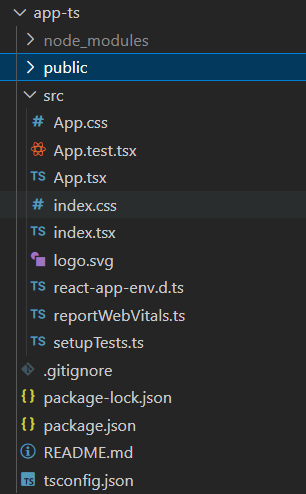 app-ts
node_modules
public
src
# App.css
App.test.tsx
TS App.tsx
# index.css
TS index.tsx
logo.svg
TS react-app-env.d.ts
TS reportWebVitals.ts
TS setupTests.ts
.gitignore
{} package-lock.json
{} package.json
README.md
TS tsconfig.json